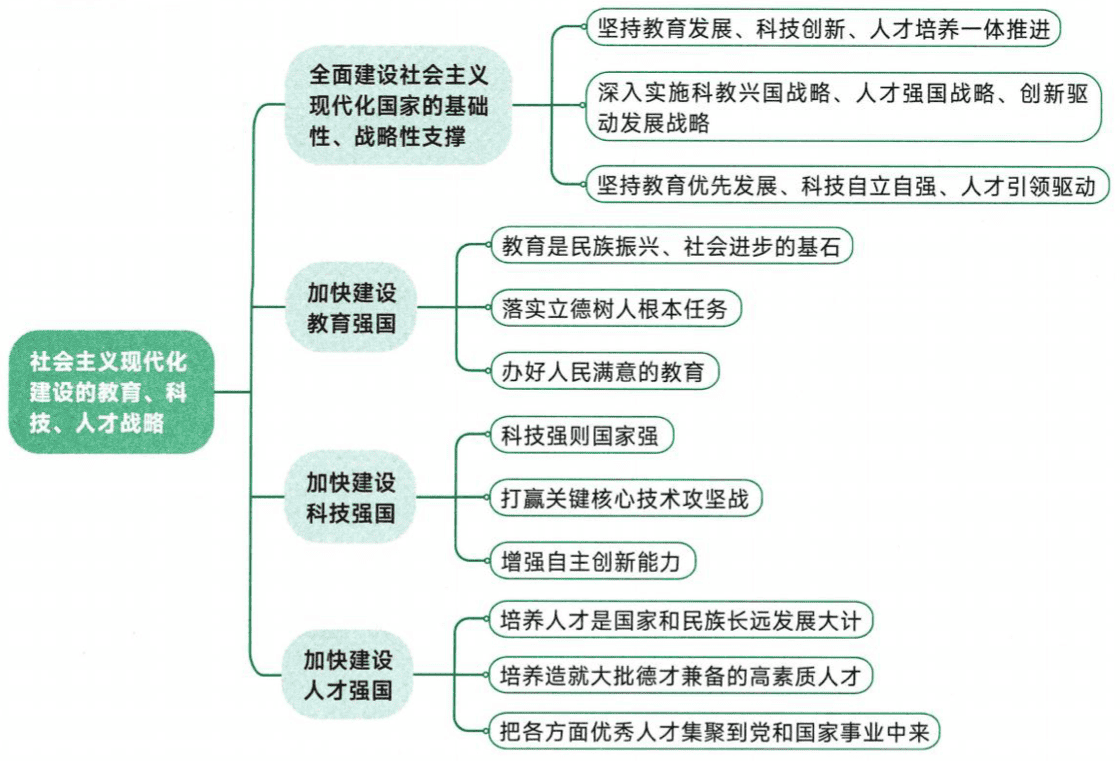 社会主义现代化
建设的教育、科
技、人才战略
全面建设社会主义
现代化国家的基础
性、战略性支撑
坚持教育发展、科技创新、人才培养一体推进
深入实施科教兴国战略、人才强国战略、创新驱
动发展战略
坚持教育优先发展、科技自立自强、人才引领驱动
加快建设
教育强国
教育是民族振兴、社会进步的基石
落实立德树人根本任务
办好人民满意的教育
加快建设
科技强国
科技强则国家强
打赢关键核心技术攻坚战
增强自主创新能力
加快建设
人才强国
培养人才是国家和民族长远发展大计
培养造就大批德才兼备的高素质人才
把各方面优秀人才集聚到党和国家事业中来